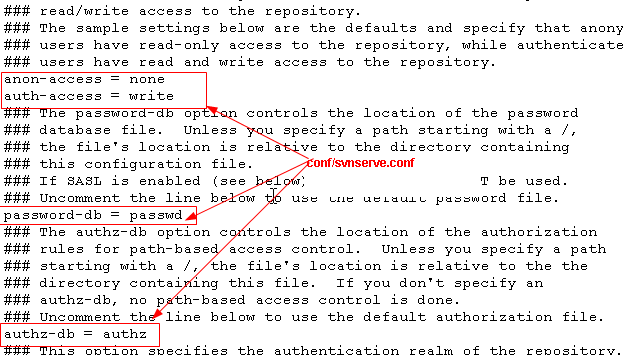 ### read/write access to the repository.
### The sample settings below are the defaults and specify that anony
### users have read-only access to the repository, while authenticate
### users have read and write access to the repository.
anon-access = none
auth-access = write
### The password-db option controls the location of the password
### database file.  Unless you specify a path starting with a /,
### the file's location is relative to the directory containing
### this configuration file.
conf/svnserve.conf
### If SASL is enabled (see below) T be used.
### Uncomment the line below to use the default password file.
password-db = passwd
### The authz-db option controls the location of the authorization
### rules for path-based access control.  Unless you specify a path
### starting with a /, the file's location is relative to the the
### directory containing this file.  If you don't specify an
### authz-db, no path-based access control is done.
### Uncomment the line below to use the default authorization file.
authz-db = authz
### This option specifies the authentication realm of the repository.